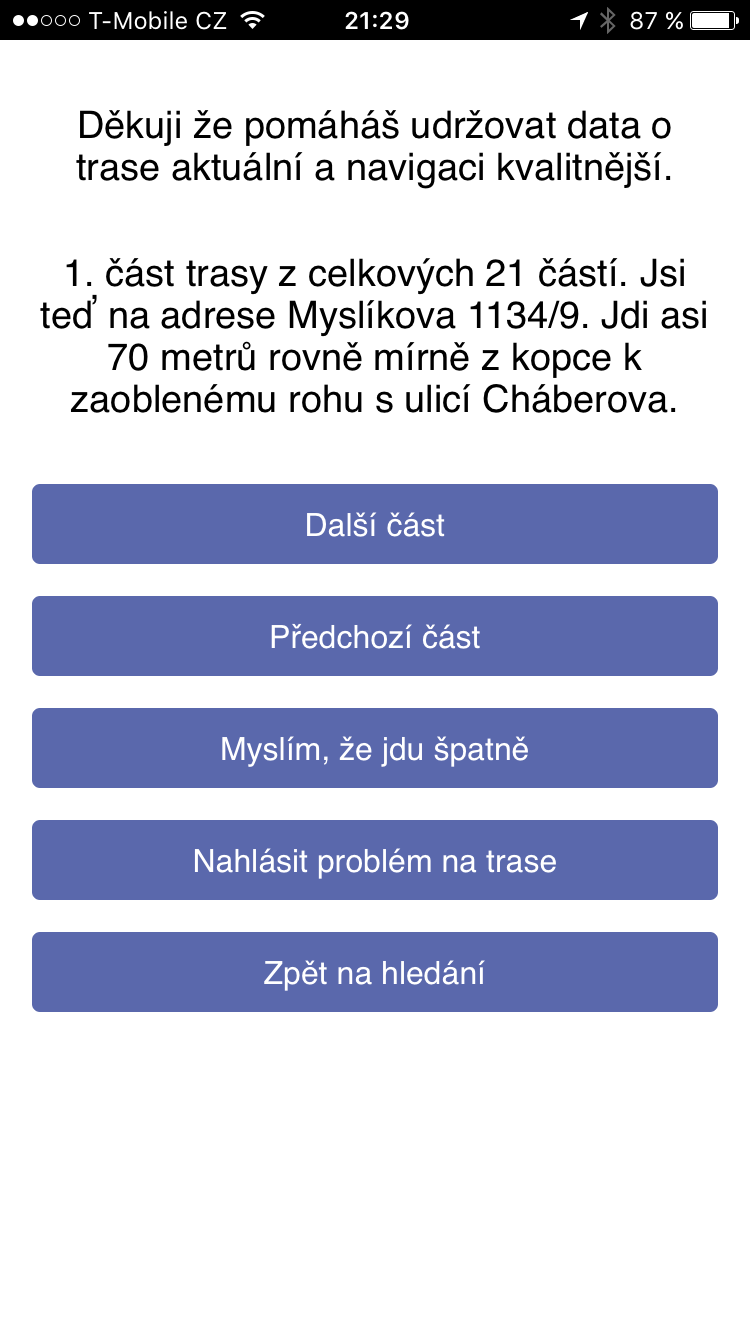 T-Mobile CZ 21:29 87 %
Děkuji že pomáháš udržovat data o
trase aktuální a navigaci kvalitnější.
1. část trasy z celkových 21 částí. Jsi
teď na adrese Myslíkova 1134/9. Jdi asi
70 metrů rovně mírně z kopce k
zaoblenému rohu s ulicí Cháberova.
Další část
Předchozí část
Myslím, že jdu špatně
Nahlásit problém na trase
Zpět na hledání